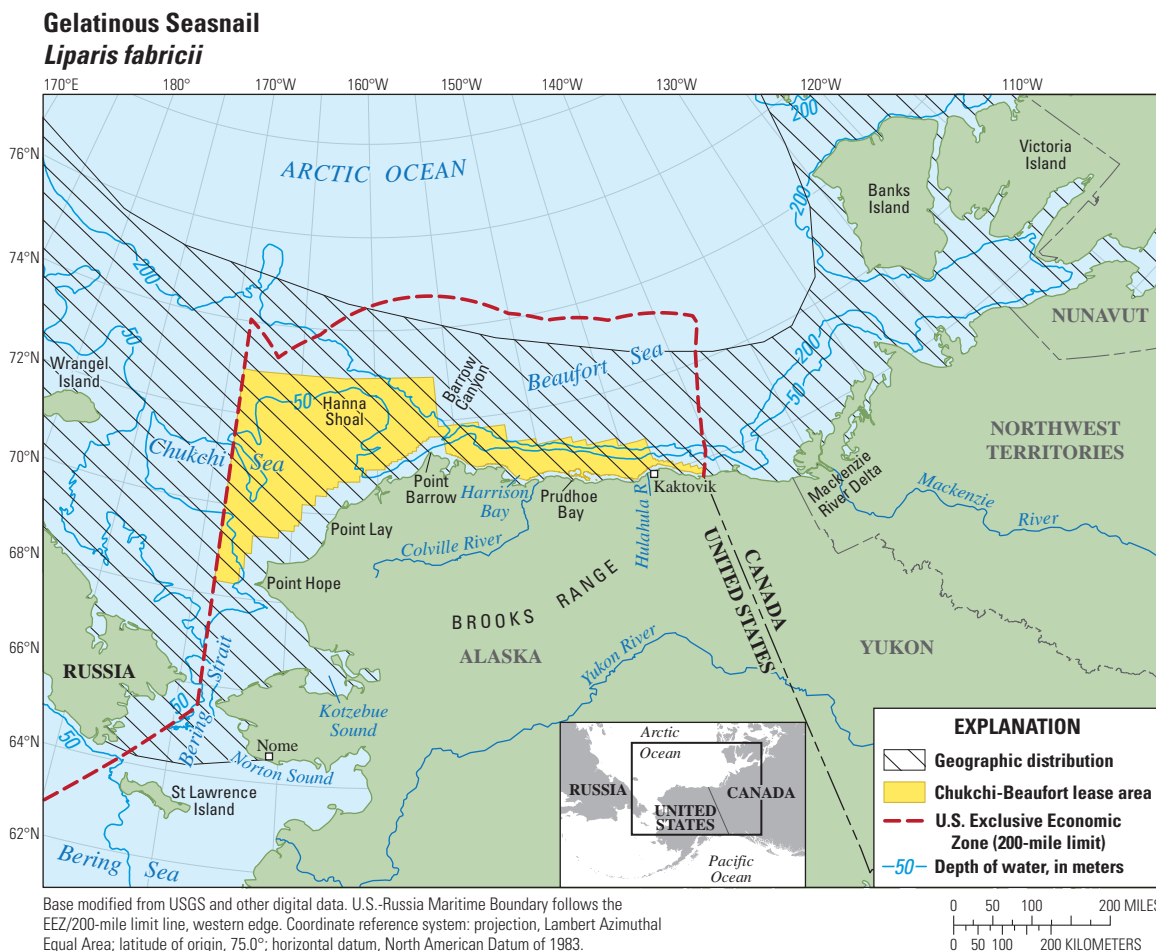 Gelatinous Seasnail
Liparis fabricii
170°E 180° 170°W 160°W 150°W 140°W 130°W 120°W 110°W
76°N
74°N
72°N
70°N
68°N
66°N
64°N
62°N
ARCTIC OCEAN
200
200
Victoria
Island
Banks
Island
200
50
NUNAVUT
Wrangel
Island
Beaufort Sea
Barrow
Canyon
200
50
50
Hanna
Shoal
Chukchi Sea
NORTHWEST
TERRITORIES
Point
Barrow
Harrison
Bay
Prudhoe
Bay
Hulahula R
Kaktovik
Mackenzie
River Delta
Mackenzie River
Point Lay
Colville River
Point Hope
BROOKS RANGE
CANADA
UNITED STATES
ALASKA
YUKON
Yukon River
RUSSIA
Bering Strait
50
50
Kotzebue
Sound
Nome
Norton Sound
St Lawrence
Island
Bering Sea
Arctic
Ocean
RUSSIA
CANADA
UNITED
STATES
Pacific
Ocean
EXPLANATION
Geographic distribution
Chukchi-Beaufort lease area
U.S. Exclusive Economic
Zone (200-mile limit)
50 Depth of water, in meters
Base modified from USGS and other digital data. U.S.-Russia Maritime Boundary follows the
EEZ/200-mile limit line, western edge. Coordinate reference system: projection, Lambert Azimuthal
Equal Area; latitude of origin, 75.0°; horizontal datum, North American Datum of 1983.
0 50 100 200 MILES
0 50 100 200 KILOMETERS